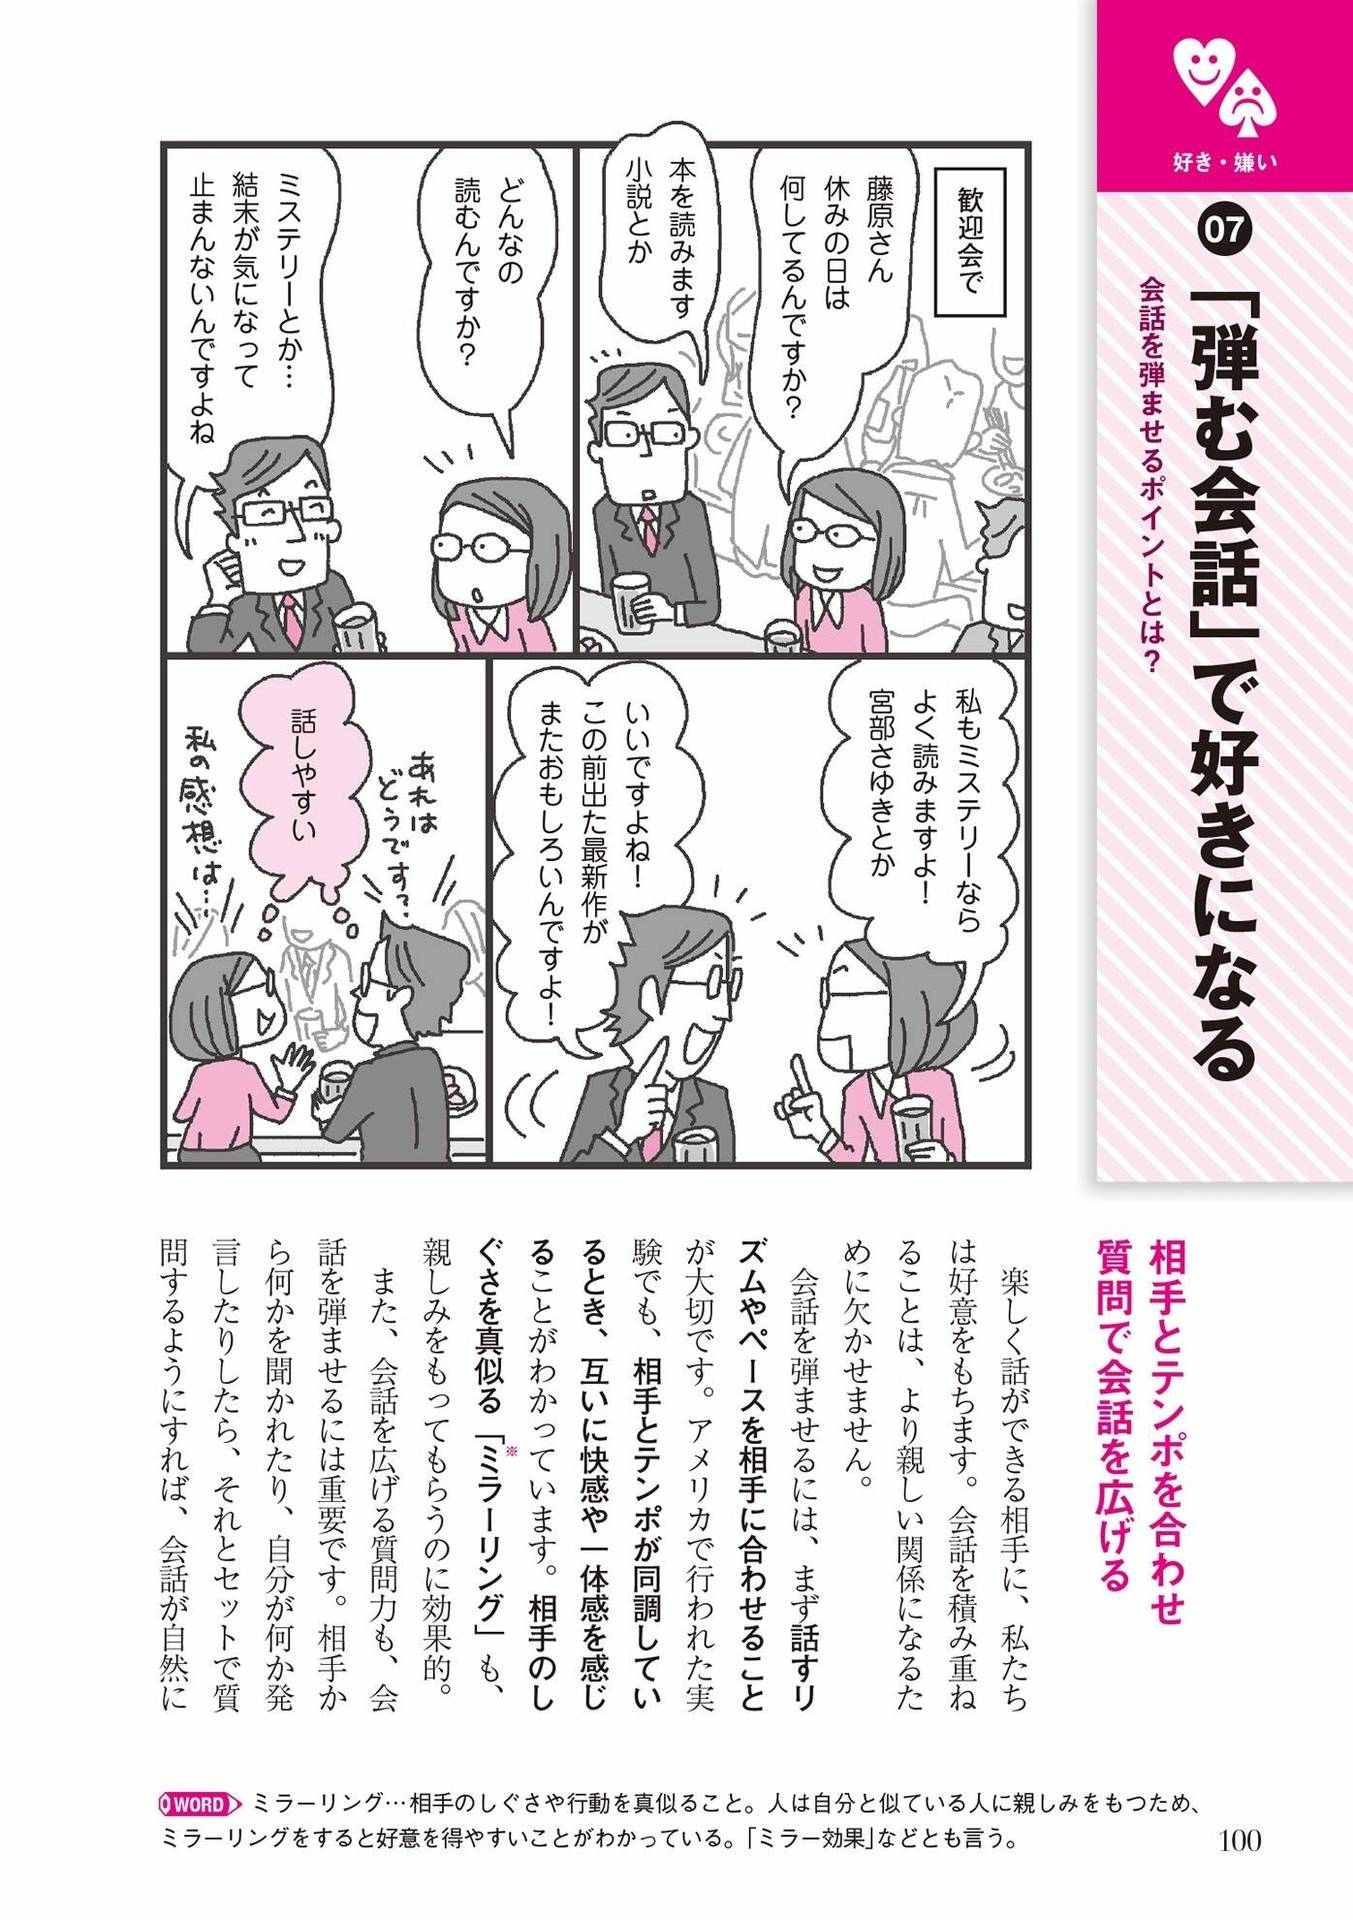 好き・嫌い
07
「弾む会話」で好きになる
会話を弾ませるポイントとは？
歓迎会で
藤原さん
休みの日は
何してるんですか？
本を読みます
小説とか
どんなの
読むんですか？
ミステリーとか…
結末が気になって
止まんないんですよね
私もミステリーなら
よく読みますよ！
宮部さゆきとか
いいですよね！
この前出た最新作が
またおもしろいんですよ！
あれは
どうです？…
話しやすい
私の感想は…
相手とテンポを合わせ
質問で会話を広げる
楽しく話ができる相手に、私たち
は好意をもちます。会話を積み重ね
ることは、より親しい関係になるた
めに欠かせません。
会話を弾ませるには、まず話すリ
ズムやペースを相手に合わせること
が大切です。アメリカで行われた実
験でも、相手とテンポが同調してい
るとき、互いに快感や一体感を感じ
ることがわかっています。相手のし
ぐさを真似る「ミラーリング※」も、
親しみをもってもらうのに効果的。
また、会話を広げる質問力も、会
話を弾ませるには重要です。相手か
ら何かを聞かれたり、自分が何か発
言したりしたら、それとセットで質
問するようにすれば、会話が自然に
WORD ミラーリング…相手のしぐさや行動を真似ること。人は自分と似ている人に親しみをもつため、
ミラーリングをすると好意を得やすいことがわかっている。「ミラー効果」などとも言う。
100